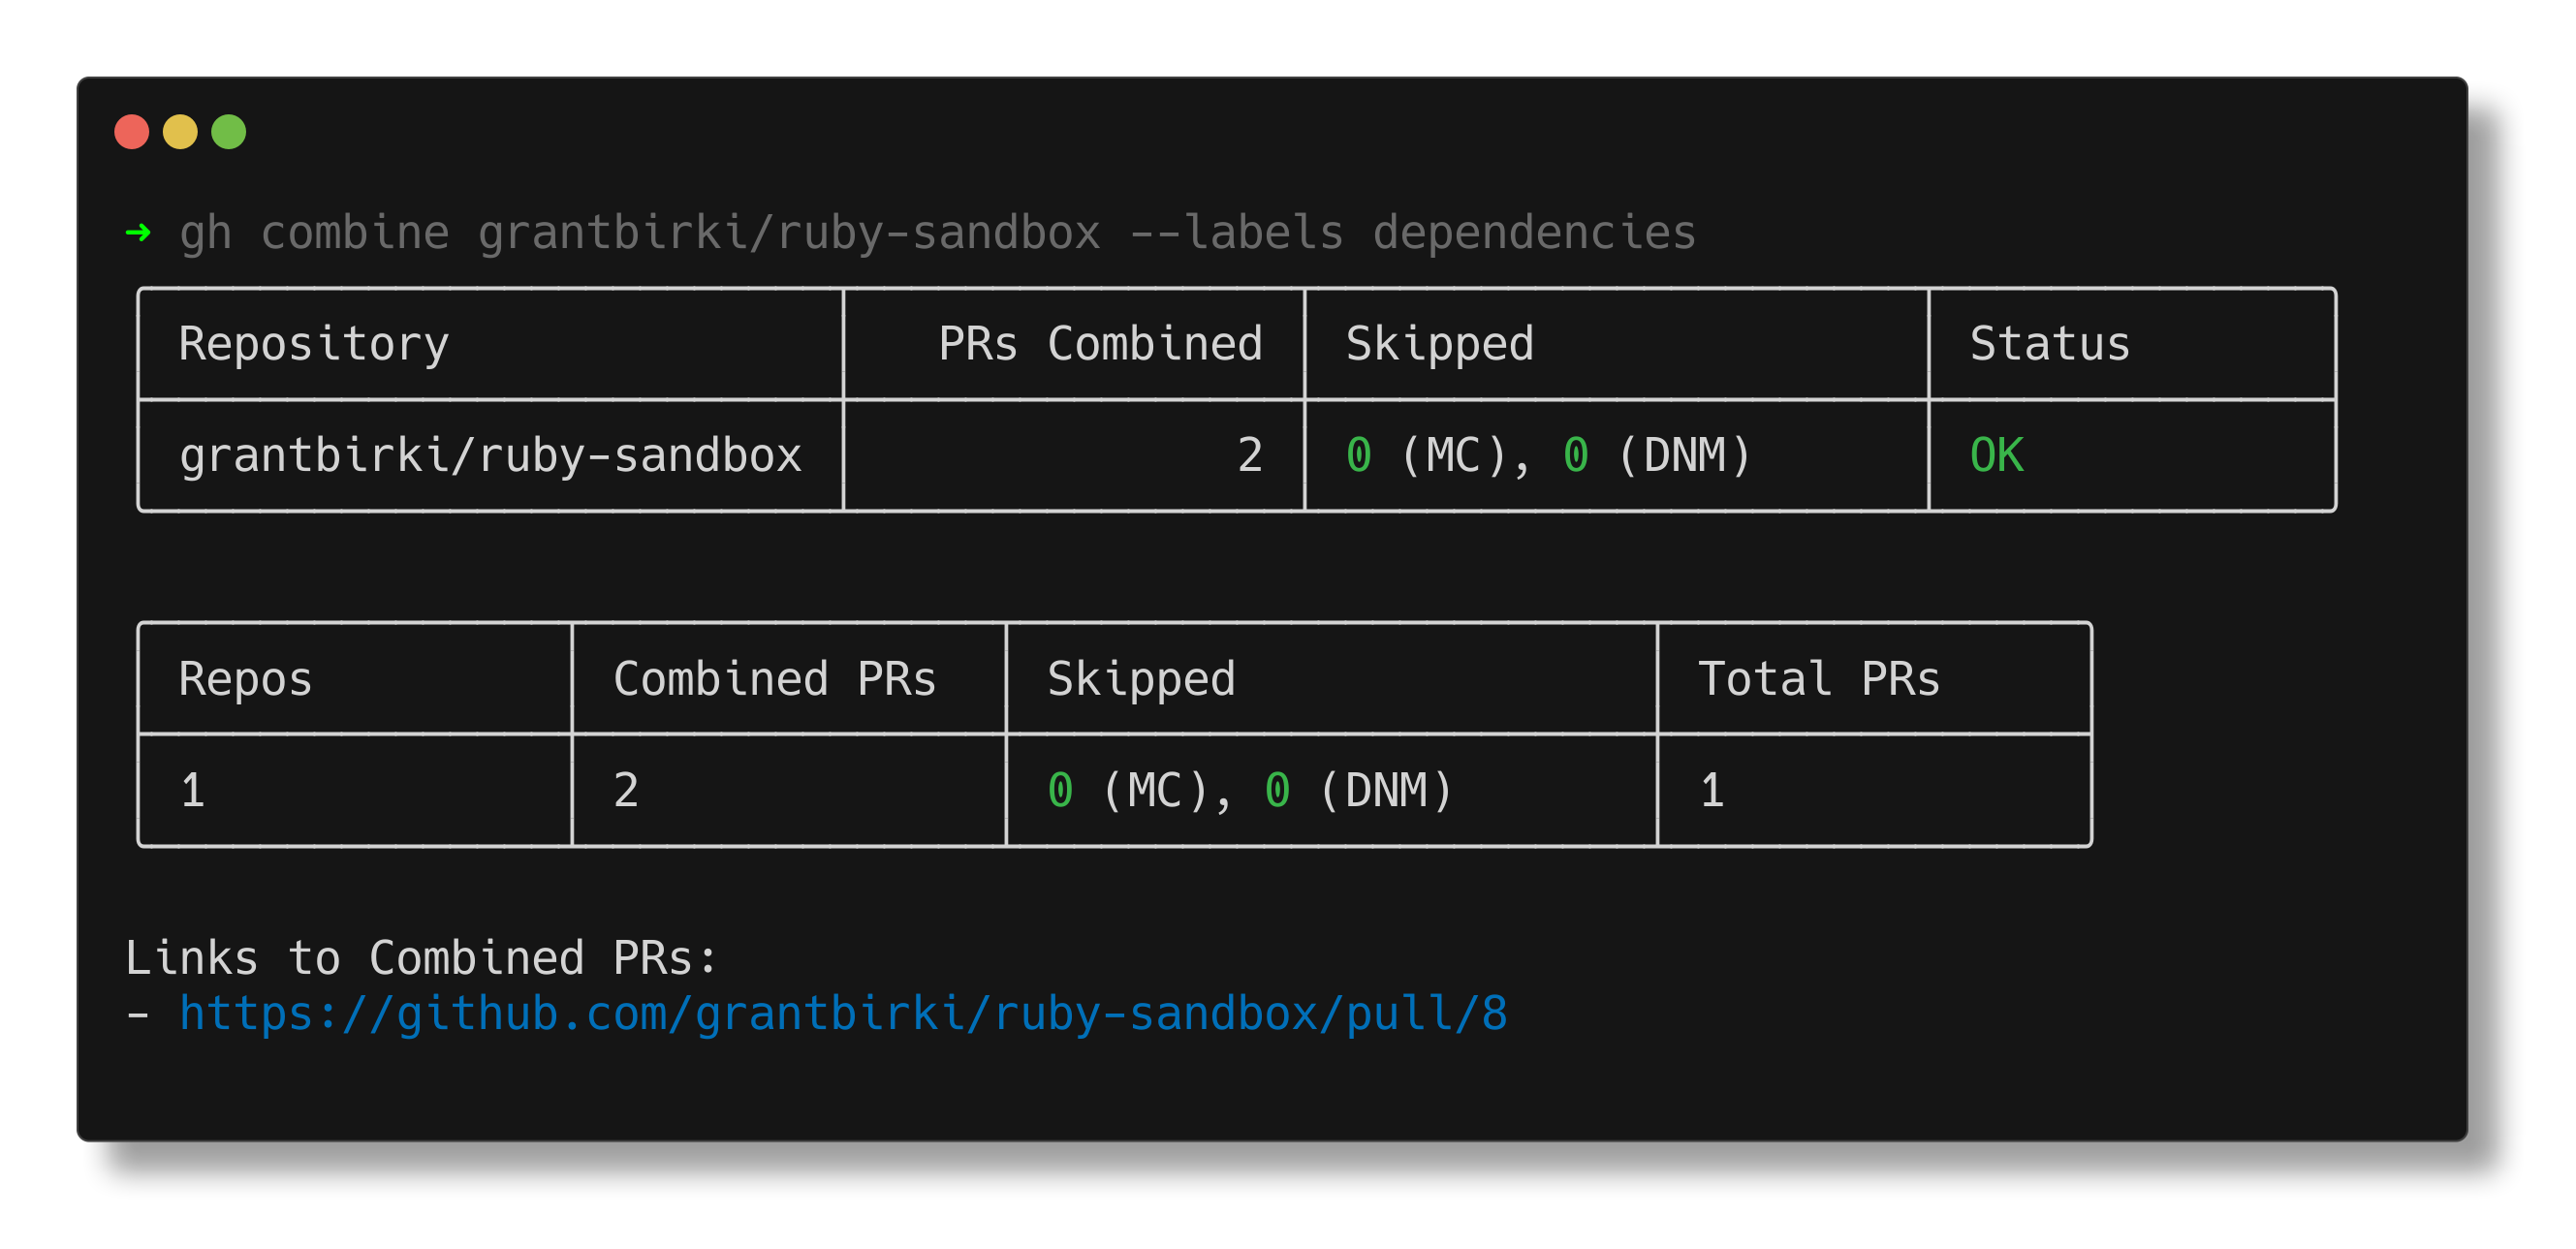 → gh combine grantbirki/ruby-sandbox --labels dependencies
Repository PRs Combined Skipped Status
grantbirki/ruby-sandbox 2 0 (MC), 0 (DNM) OK
Repos Combined PRs Skipped Total PRs
1 2 0 (MC), 0 (DNM) 1
Links to Combined PRs:
- https://github.com/grantbirki/ruby-sandbox/pull/8